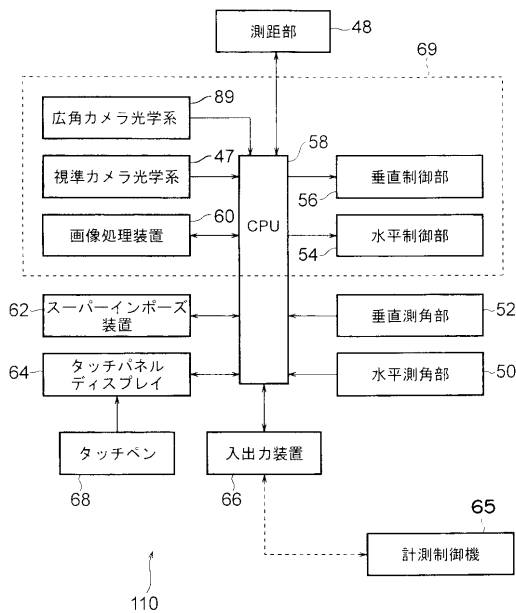 測距部
48
69
広角カメラ光学系
89
視準カメラ光学系
47
画像処理装置
60
CPU
58
垂直制御部
56
水平制御部
54
スーパーインポーズ
装置
62
垂直測角部
52
タッチパネル
ディスプレイ
64
水平測角部
50
タッチペン
68
入出力装置
66
65
計測制御機
110